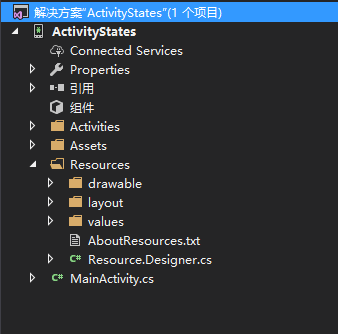 解决方案"ActivityStates"(1 个项目)
ActivityStates
Connected Services
Properties
引用
组件
Activities
Assets
Resources
drawable
layout
values
AboutResources.txt
C# Resource.Designer.cs
C# MainActivity.cs